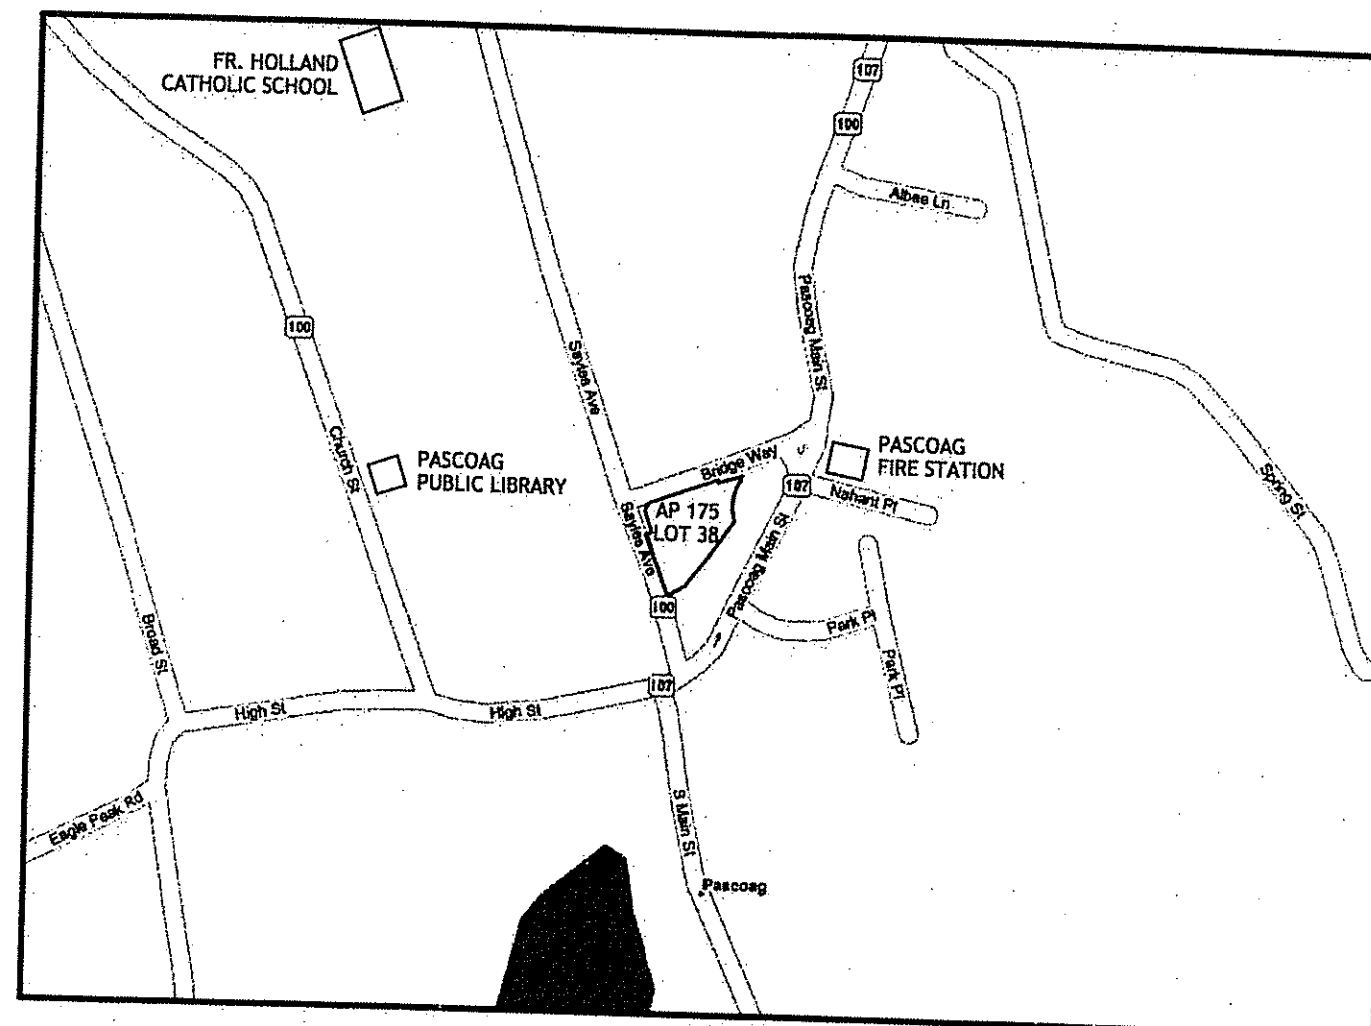 FR. HOLLAND
CATHOLIC SCHOOL
107
100
Albee Ln
Pascoag Main St
100
Sayles Ave
Church St
PASCOAG
PUBLIC LIBRARY
Bridge Way
PASCOAG
FIRE STATION
107
Nahant Pl
AP 175
LOT 38
Sayles Ave
Pascoag Main St
Spring St
100
Park Pl
Park Pl
Broad St
107
High St
High St
Eagle Peak Rd
S Main St
Pascoag